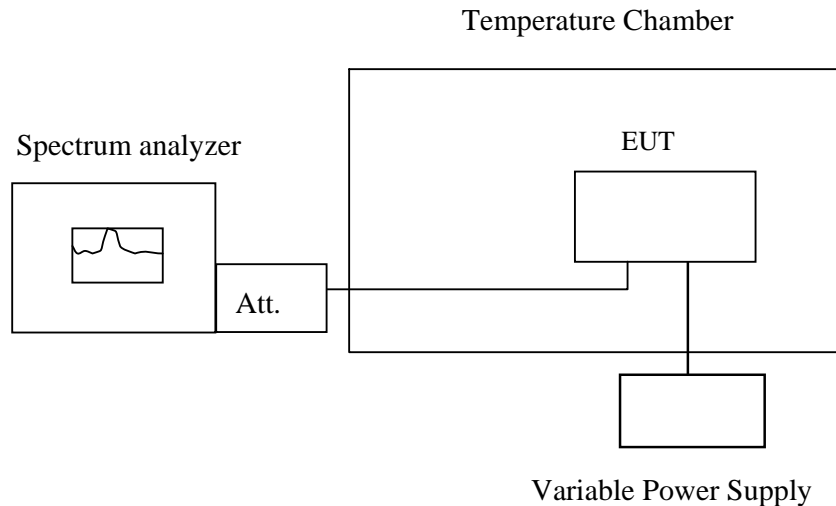 Temperature Chamber
Spectrum analyzer
EUT
Att.
Variable Power Supply